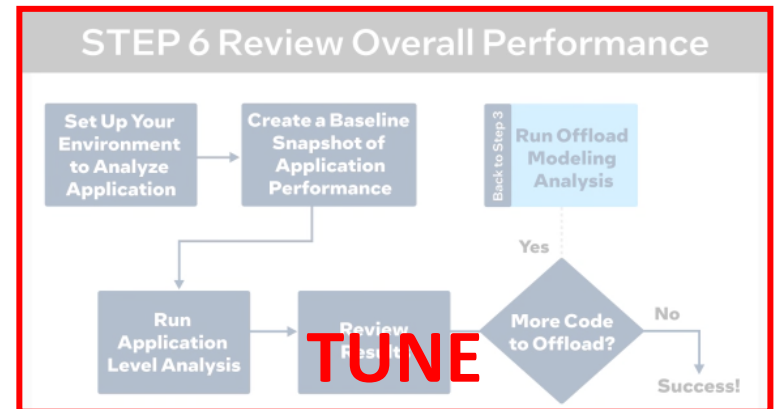 STEP 6 Review Overall Performance
Set Up Your
Environment
to Analyze
Application
Create a Baseline
Snapshot of
Application
Performance
Back to Step 3
Run Offload
Modeling
Analysis
Yes
Run
Application
Level Analysis
Review
Results
TUNE
More Code
to Offload?
No
Success!